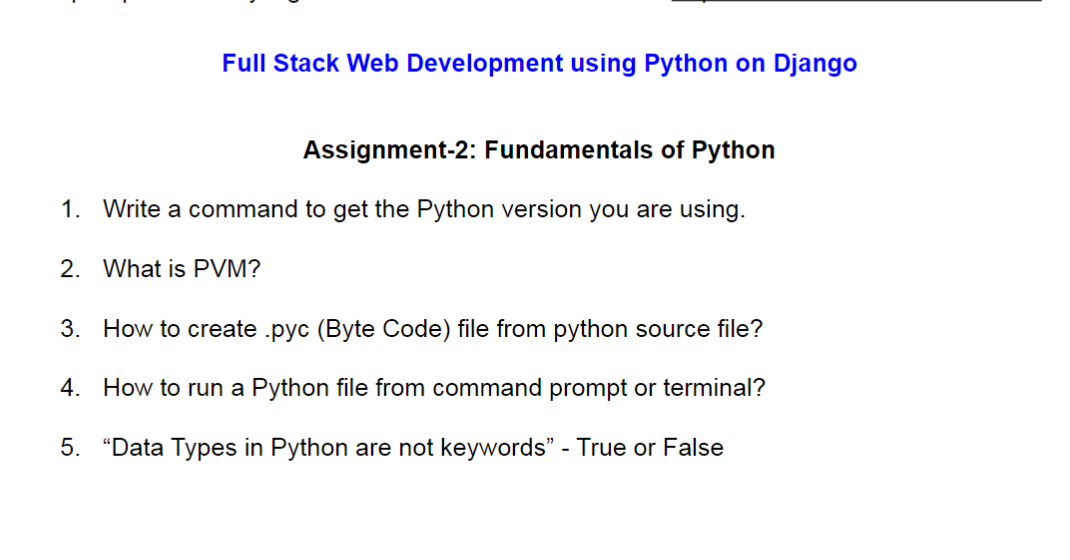 Full Stack Web Development using Python on Django
Assignment-2: Fundamentals of Python
1. Write a command to get the Python version you are using.
2. What is PVM?
3. How to create .pyc (Byte Code) file from python source file?
4. How to run a Python file from command prompt or terminal?
5. “Data Types in Python are not keywords” - True or False